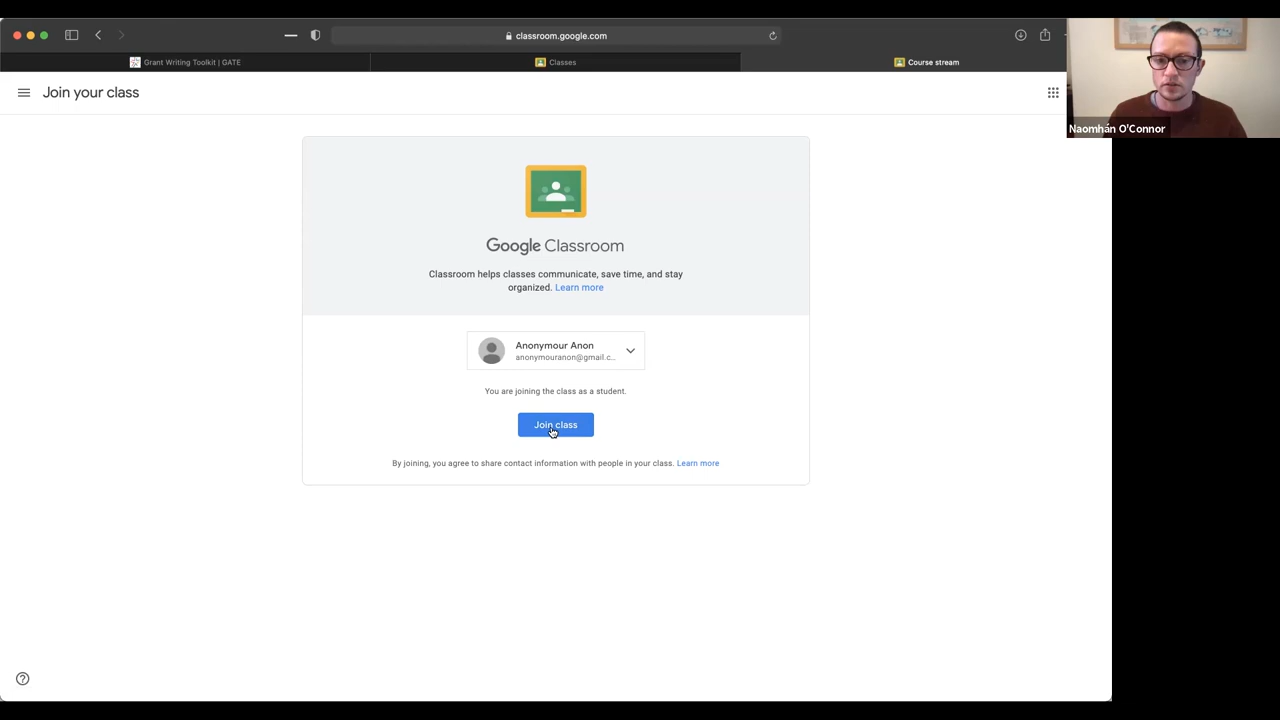 classroom.google.com
Grant Writing Toolkit | GATE
Classes
Course stream
Join your class
Naomhán O'Connor
Google Classroom
Classroom helps classes communicate, save time, and stay
organized. Learn more
Anonymour Anon
anonymouranon@gmail.c...
You are joining the class as a student.
Join class
By joining, you agree to share contact information with people in your class. Learn more